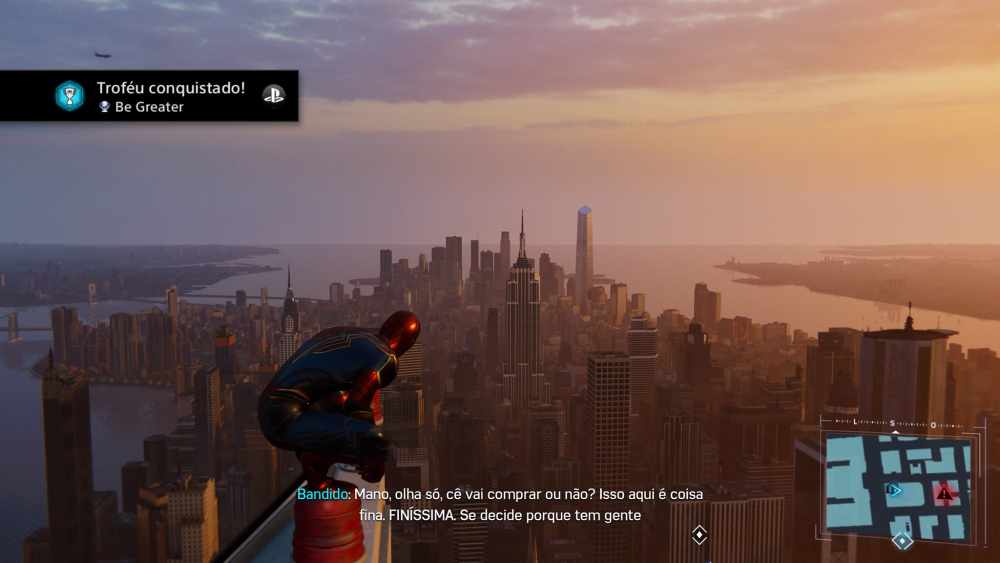 Troféu conquistado!
Be Greater
L S O
Bandido: Mano, olha só, cê vai comprar ou não? Isso aqui é coisa
fina. FINÍSSIMA. Se decide porque tem gente